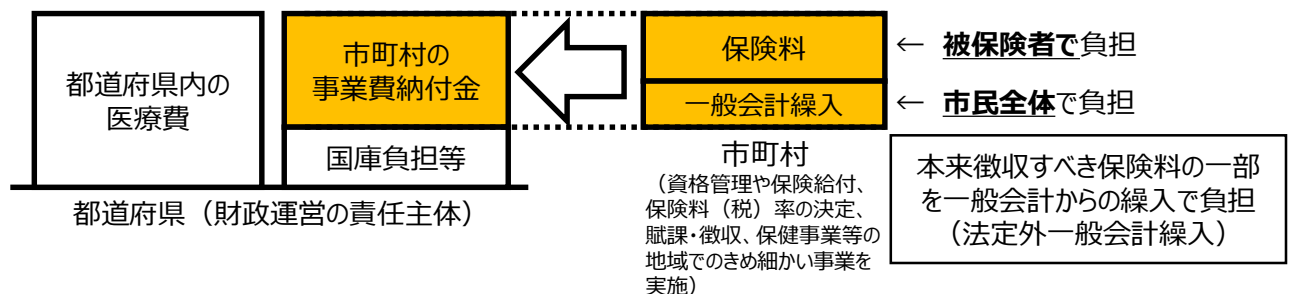 都道府県内の
医療費
市町村の
事業費納付金
国庫負担等
都道府県（財政運営の責任主体）
保険料
一般会計繰入
← 被保険者で負担
← 市民全体で負担
市町村
（資格管理や保険給付、
保険料（税）率の決定、
賦課・徴収、保健事業等の
地域でのきめ細かい事業を
実施）
本来徴収すべき保険料の一部
を一般会計からの繰入で負担
（法定外一般会計繰入）